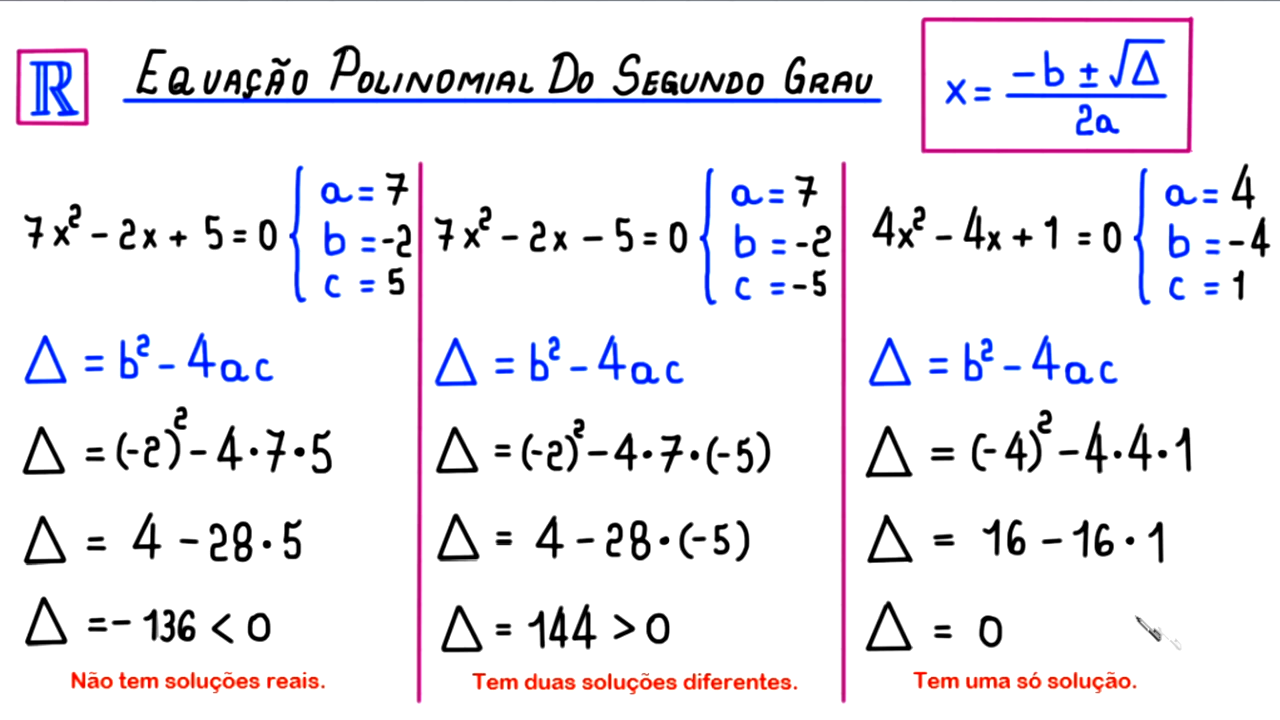 ℝ EQUAÇÃO POLINOMIAL DO SEGUNDO GRAU
x = (-b ± √Δ) / 2a
7x² - 2x + 5 = 0
a = 7
b = -2
c = 5
Δ = b² - 4ac
Δ = (-2)² - 4·7·5
Δ = 4 - 28·5
Δ = -136 < 0
Não tem soluções reais.
7x² - 2x - 5 = 0
a = 7
b = -2
c = -5
Δ = b² - 4ac
Δ = (-2)² - 4·7·(-5)
Δ = 4 - 28·(-5)
Δ = 144 > 0
Tem duas soluções diferentes.
4x² - 4x + 1 = 0
a = 4
b = -4
c = 1
Δ = b² - 4ac
Δ = (-4)² - 4·4·1
Δ = 16 - 16·1
Δ = 0
Tem uma só solução.